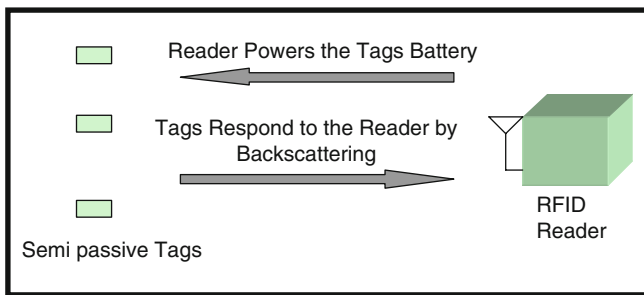 Reader Powers the Tags Battery
Tags Respond to the Reader by
Backscattering
RFID
Reader
Semi passive Tags